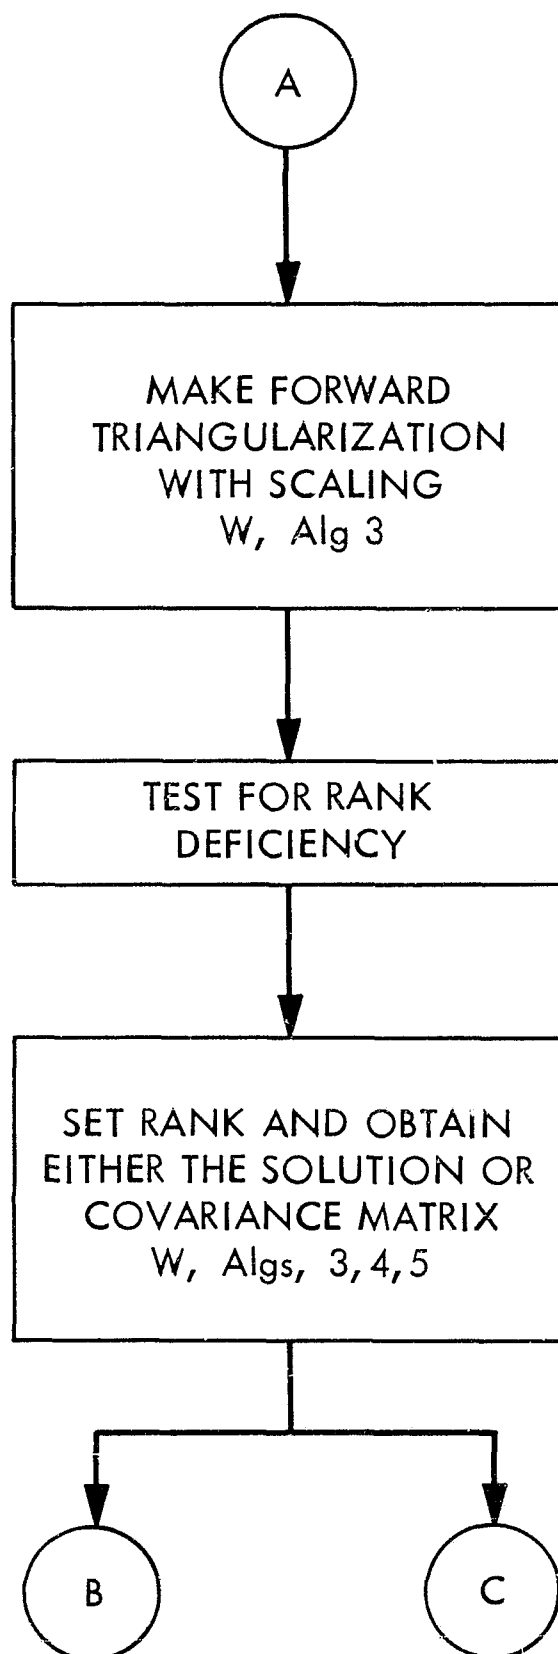 A
MAKE FORWARD
TRIANGULARIZATION
WITH SCALING
W, Alg 3
TEST FOR RANK
DEFICIENCY
SET RANK AND OBTAIN
EITHER THE SOLUTION OR
COVARIANCE MATRIX
W, Algs, 3,4,5
B
C